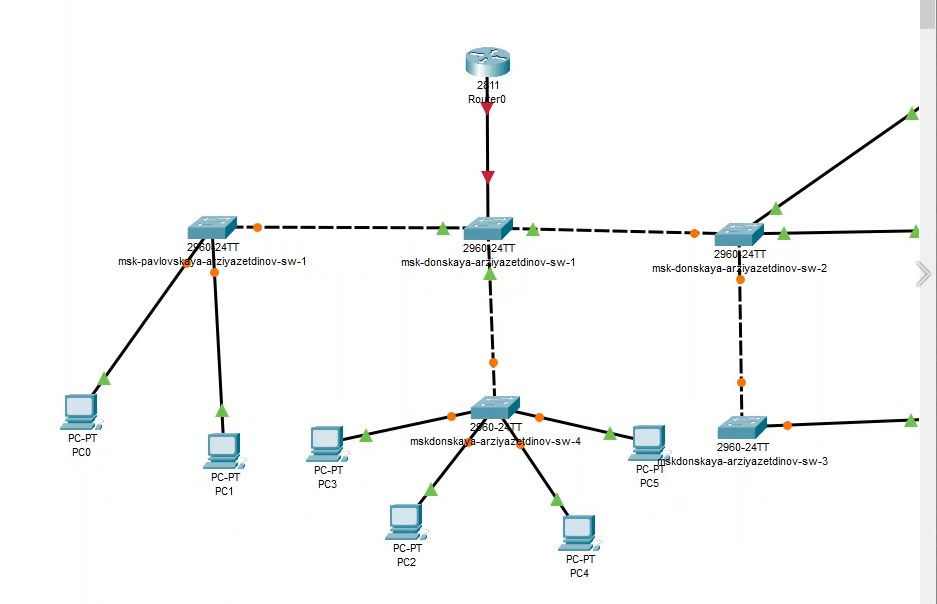 2811
Router0
2960-24TT
msk-pavlovskaya-arziyazetdinov-sw-1
2960-24TT
msk-donskaya-arziyazetdinov-sw-1
2960-24TT
msk-donskaya-arziyazetdinov-sw-2
PC-PT
PC0
PC-PT
PC1
PC-PT
PC3
2960-24TT
mskdonskaya-arziyazetdinov-sw-4
PC-PT
PC5
2960-24TT
mskdonskaya-arziyazetdinov-sw-3
PC-PT
PC2
PC-PT
PC4